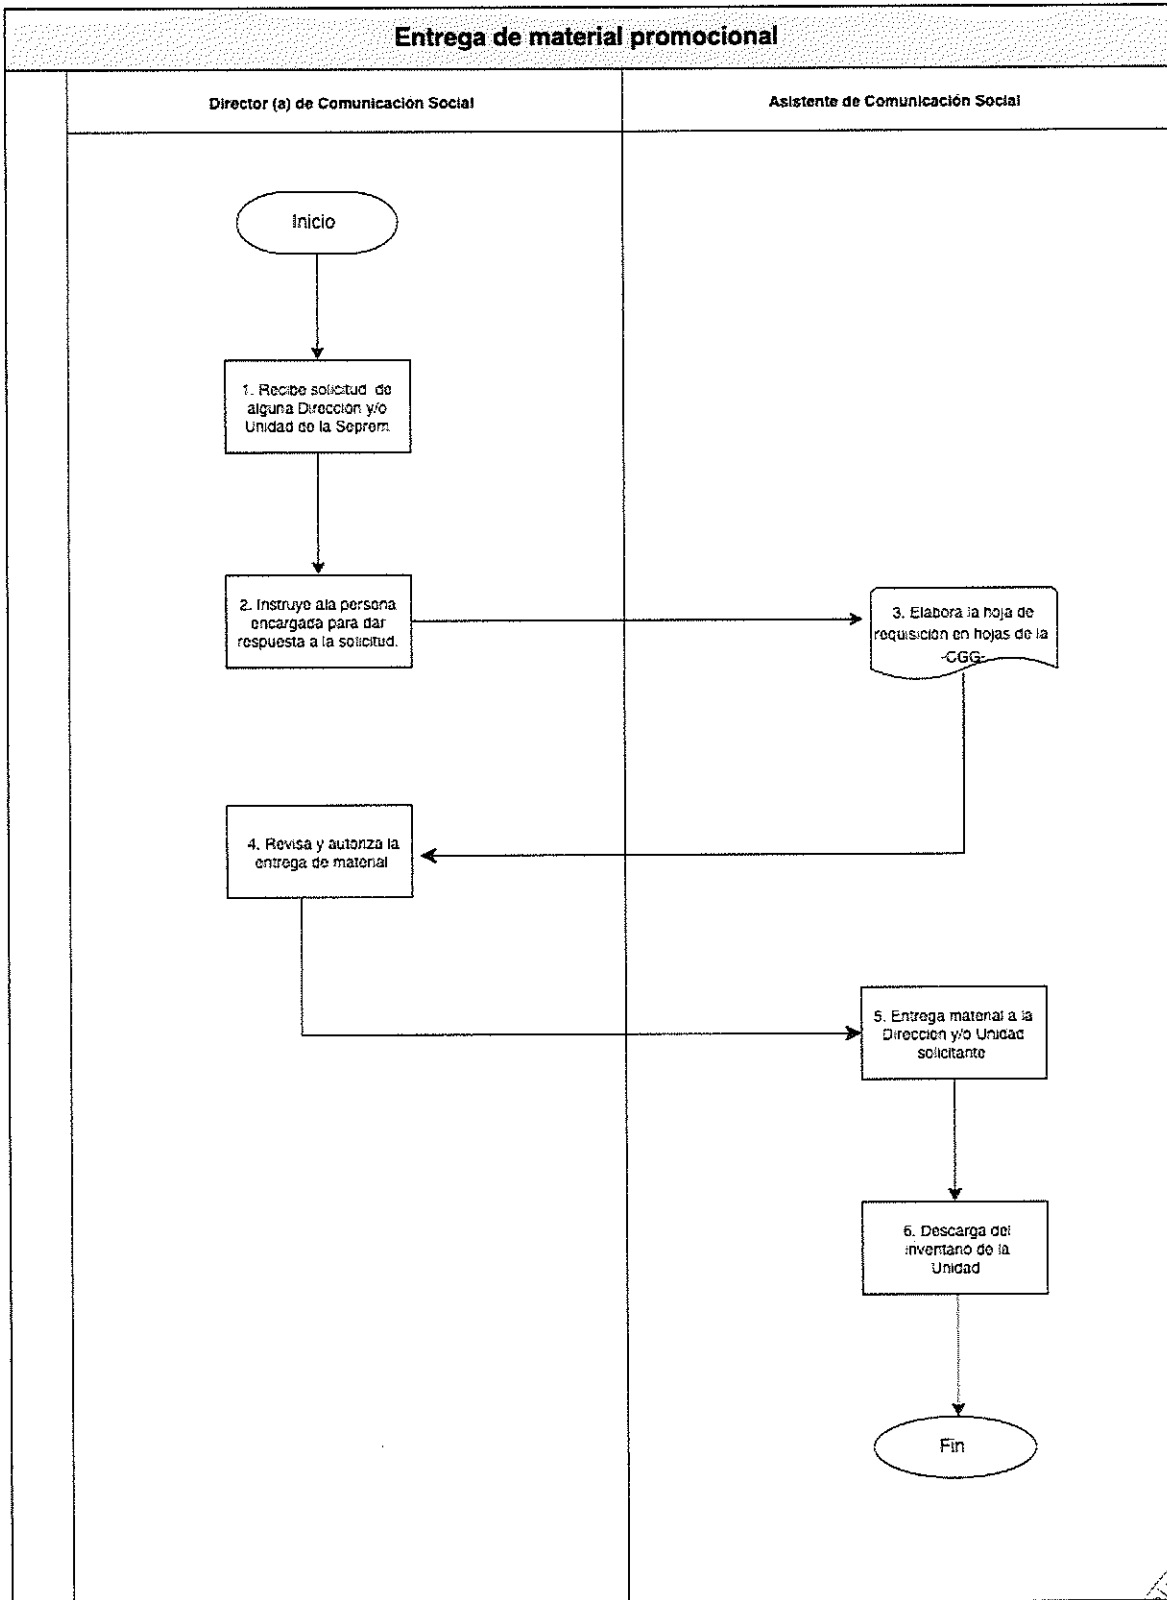 Entrega de material promocional
Director (a) de Comunicación Social
Asistente de Comunicación Social
Inicio
1. Recibe solicitud de
alguna Dirección y/o
Unidad de la Seprem.
2. Instruye ala persona
encargada para dar
respuesta a la solicitud.
3. Elabora la hoja de
requisición en hojas de la
-CGG-
4. Revisa y autoriza la
entrega de material
5. Entrega material a la
Dirección y/o Unidad
solicitante
6. Descarga del
inventario de la
Unidad
Fin